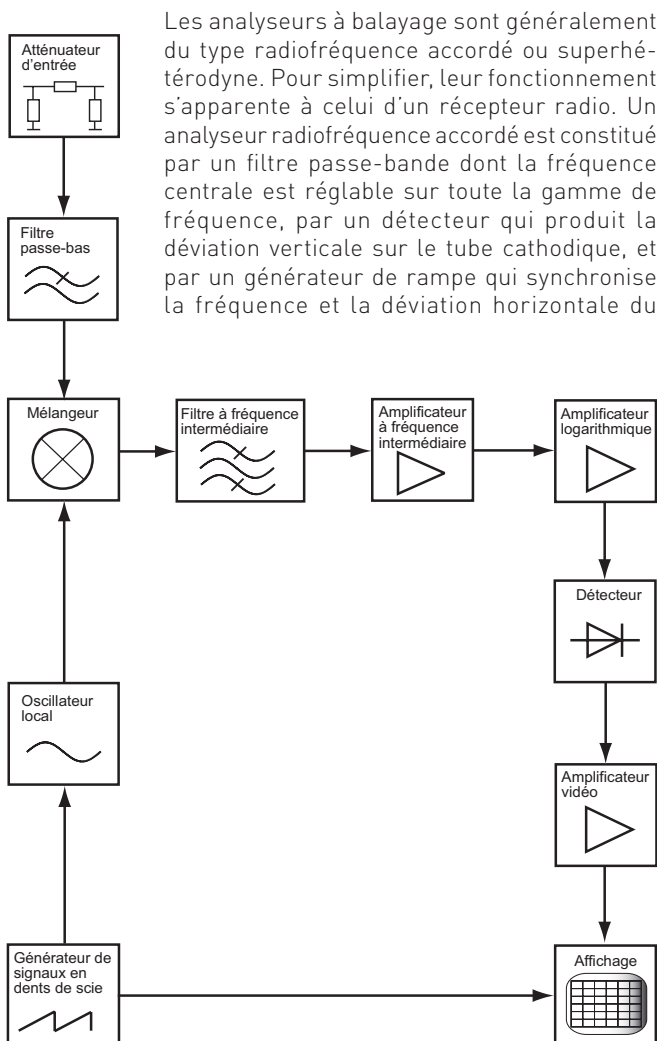 Les analyseurs à balayage sont généralement
du type radiofréquence accordé ou superhé-
térodyne. Pour simplifier, leur fonctionnement
s'apparente à celui d'un récepteur radio. Un
analyseur radiofréquence accordé est constitué
par un filtre passe-bande dont la fréquence
centrale est réglable sur toute la gamme de
fréquence, par un détecteur qui produit la
déviation verticale sur le tube cathodique, et
par un générateur de rampe qui synchronise
la fréquence et la déviation horizontale du
Atténuateur
d'entrée
Filtre
passe-bas
Mélangeur
Filtre à fréquence
intermédiaire
Amplificateur
à fréquence
intermédiaire
Amplificateur
logarithmique
Détecteur
Oscillateur
local
Amplificateur
vidéo
Générateur de
signaux en
dents de scie
Affichage